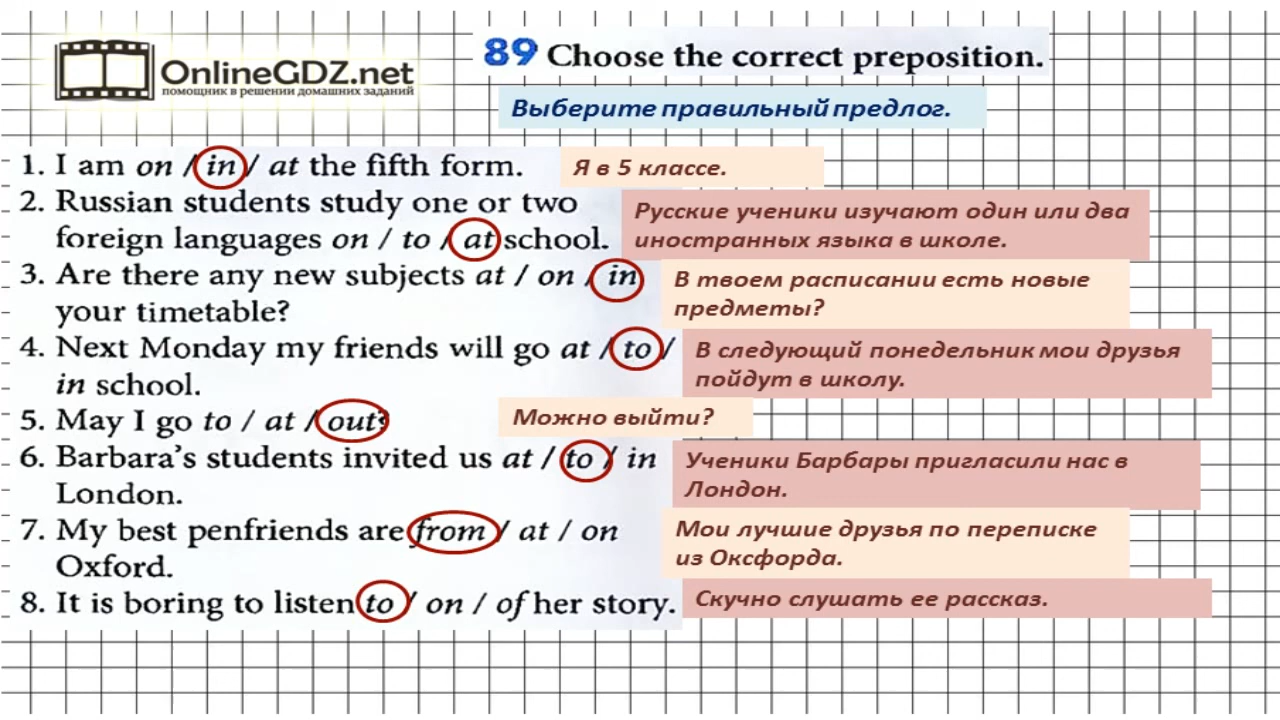 OnlineGDZ.net
помощник в решении домашних заданий
89 Choose the correct preposition.
Выберите правильный предлог.
1. I am on / in / at the fifth form.
Я в 5 классе.
2. Russian students study one or two
foreign languages on / to / at school.
Русские ученики изучают один или два
иностранных языка в школе.
3. Are there any new subjects at / on / in
your timetable?
В твоем расписании есть новые
предметы?
4. Next Monday my friends will go at / to /
in school.
В следующий понедельник мои друзья
пойдут в школу.
5. May I go to / at / out?
Можно выйти?
6. Barbara's students invited us at / to / in
London.
Ученики Барбары пригласили нас в
Лондон.
7. My best penfriends are from / at / on
Oxford.
Мои лучшие друзья по переписке
из Оксфорда.
8. It is boring to listen to / on / of her story.
Скучно слушать ее рассказ.